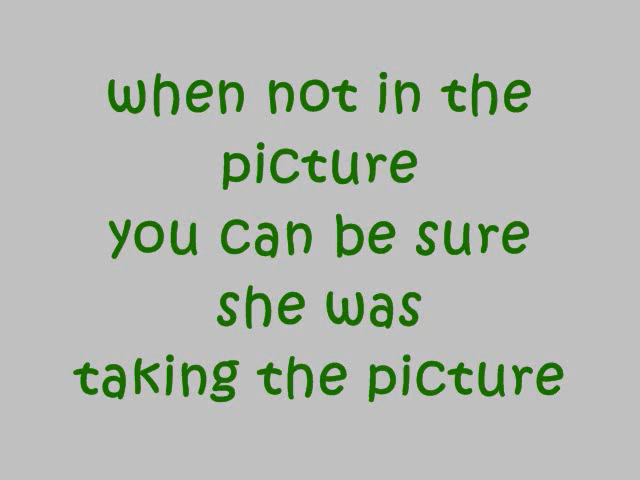 when not in the
picture
you can be sure
she was
taking the picture